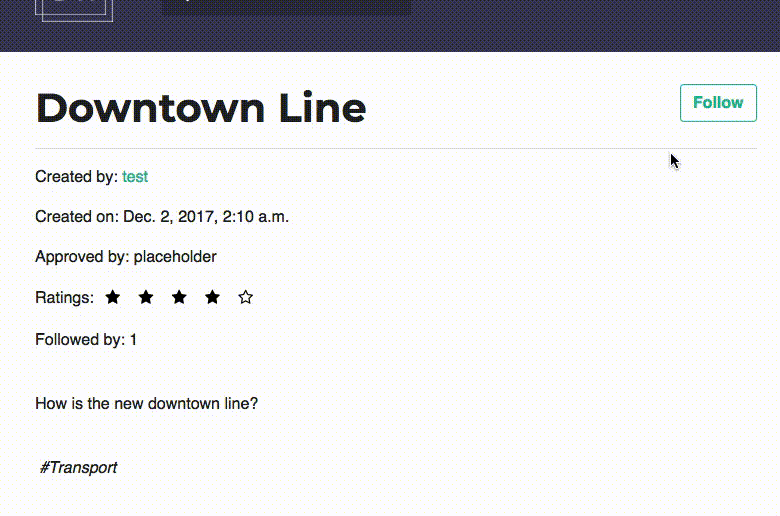 Downtown Line
Follow
Created by: test
Created on: Dec. 2, 2017, 2:10 a.m.
Approved by: placeholder
Ratings:
Followed by: 1
How is the new downtown line?
#Transport